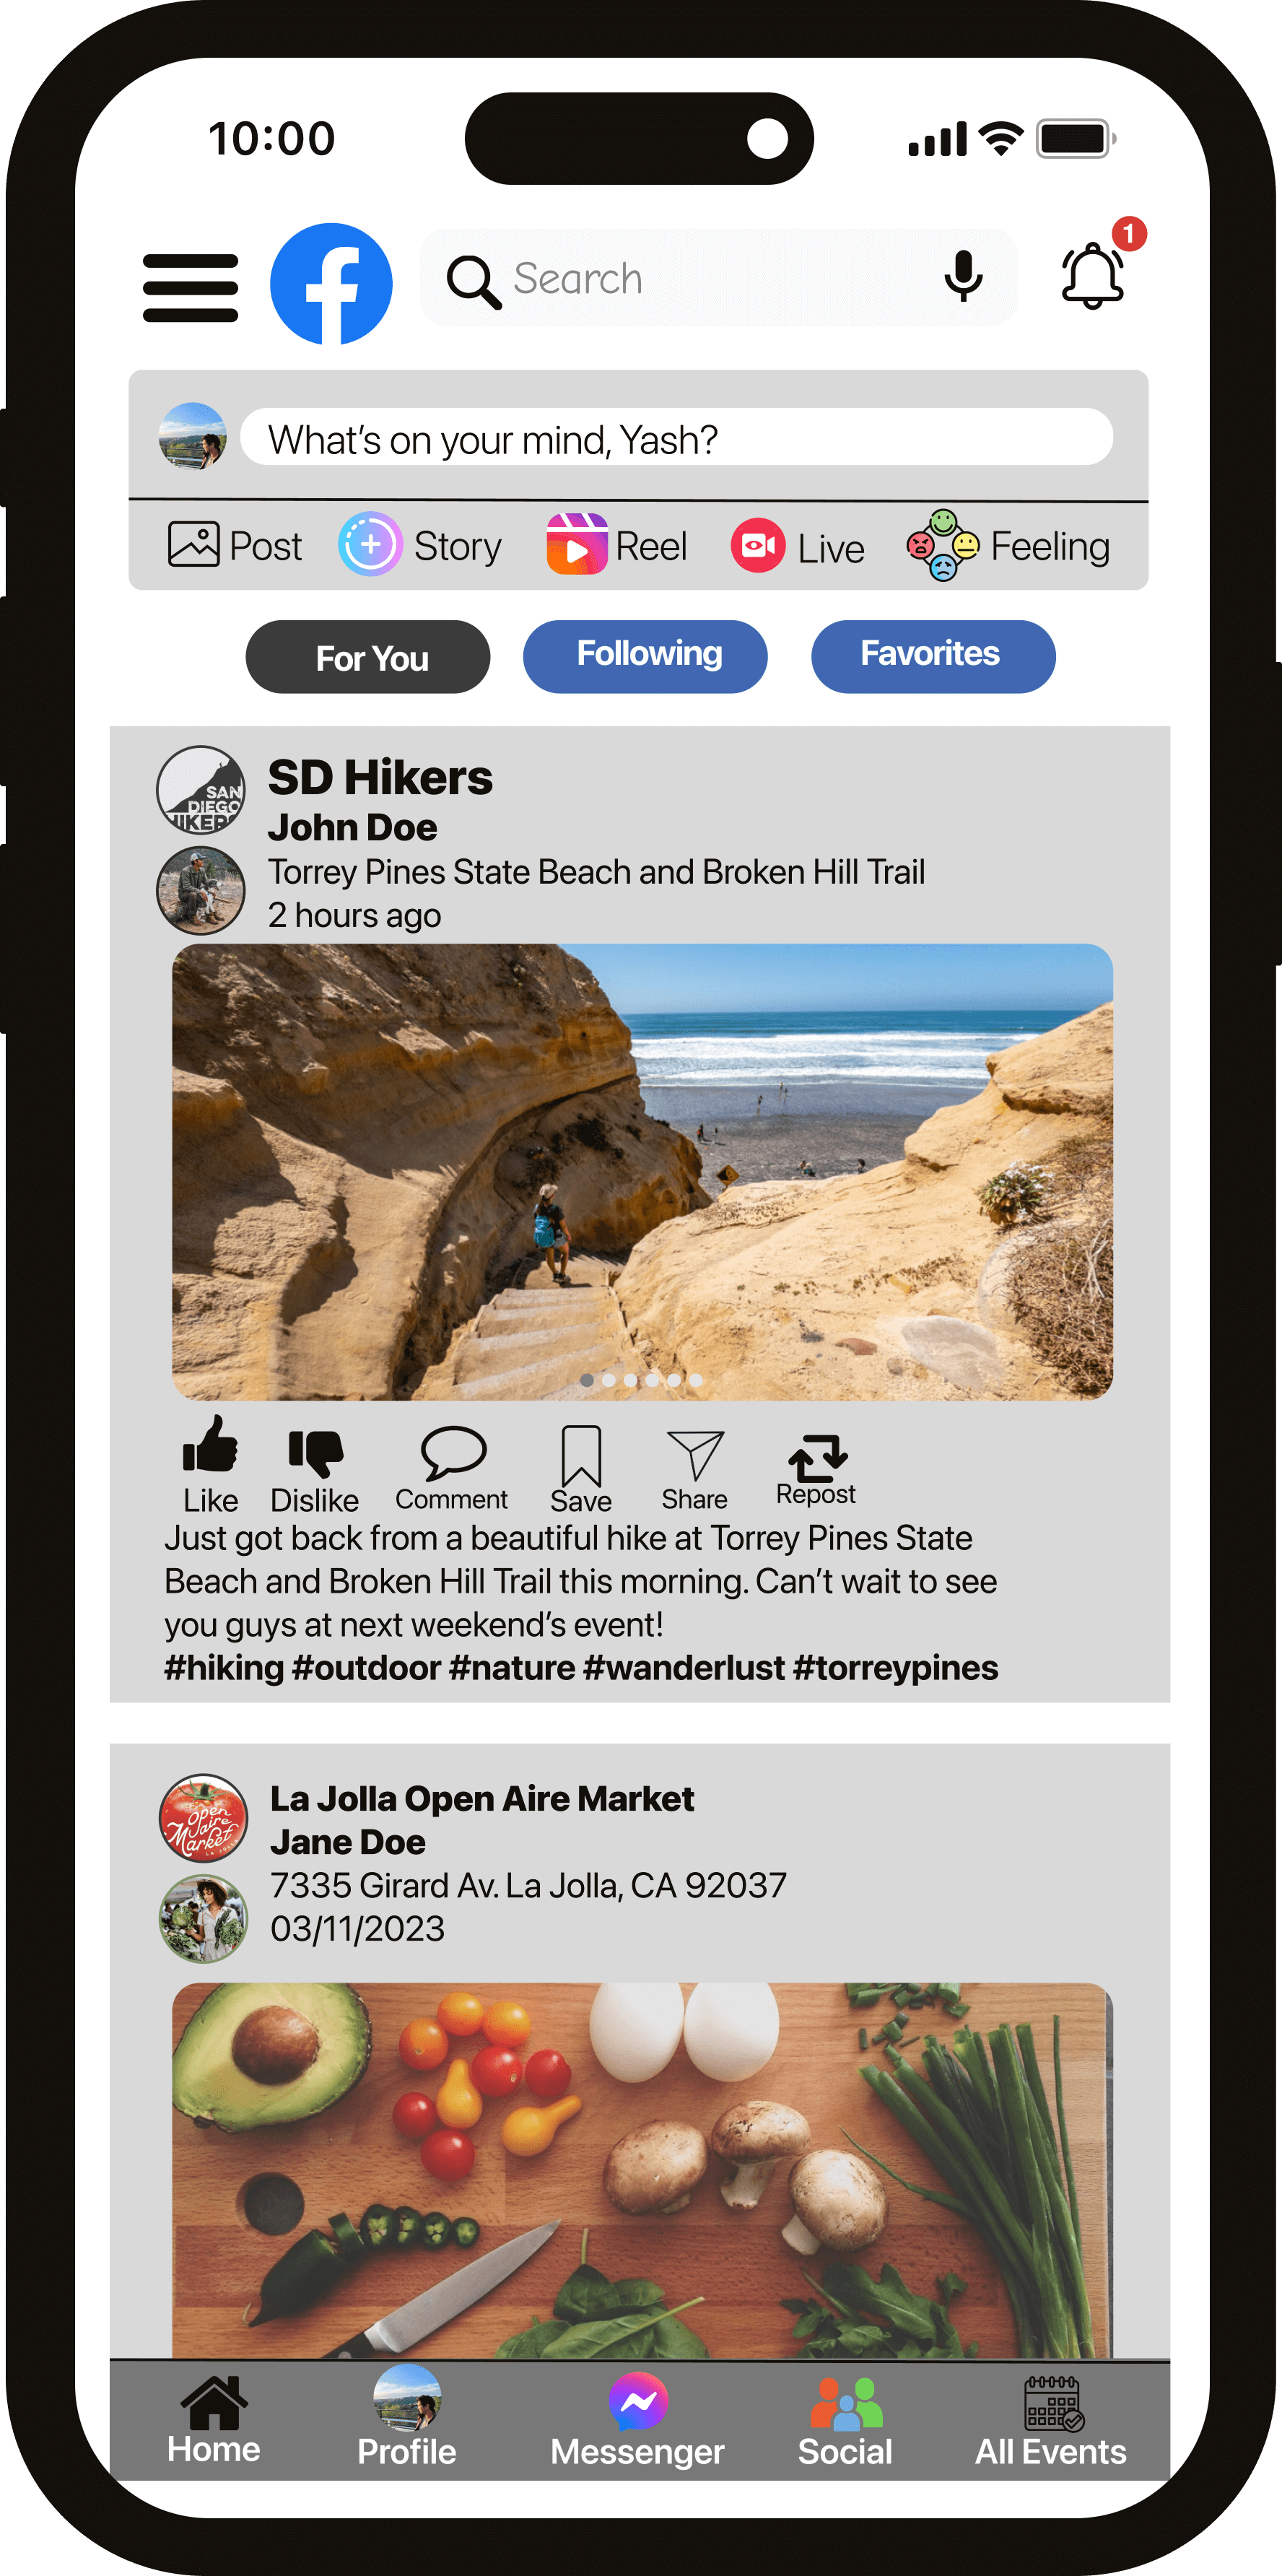 10:00
Search
1
What's on your mind, Yash?
Post Story Reel Live Feeling
For You Following Favorites
SAN
DIEGO
HIKERS
SD Hikers
John Doe
Torrey Pines State Beach and Broken Hill Trail
2 hours ago
Like Dislike Comment Save Share Repost
Just got back from a beautiful hike at Torrey Pines State
Beach and Broken Hill Trail this morning. Can't wait to see
you guys at next weekend's event!
#hiking #outdoor #nature #wanderlust #torreypines
Open
Aire
Market
LA JOLLA
La Jolla Open Aire Market
Jane Doe
7335 Girard Av. La Jolla, CA 92037
03/11/2023
Home Profile Messenger Social All Events